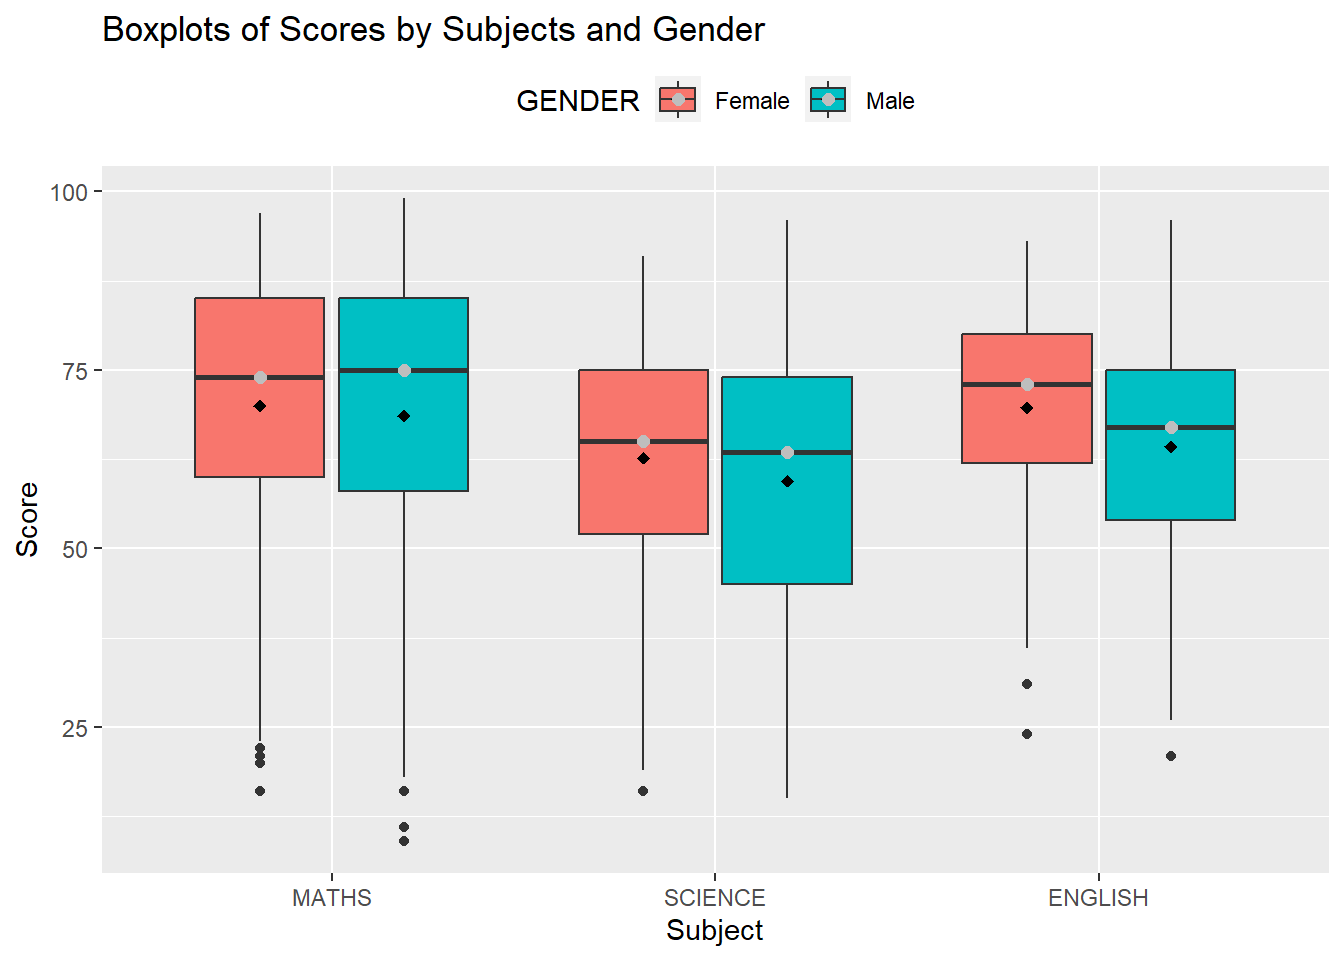 Boxplots of Scores by Subjects and Gender
GENDER Female Male
100
75
50
25
Score
MATHS SCIENCE ENGLISH
Subject